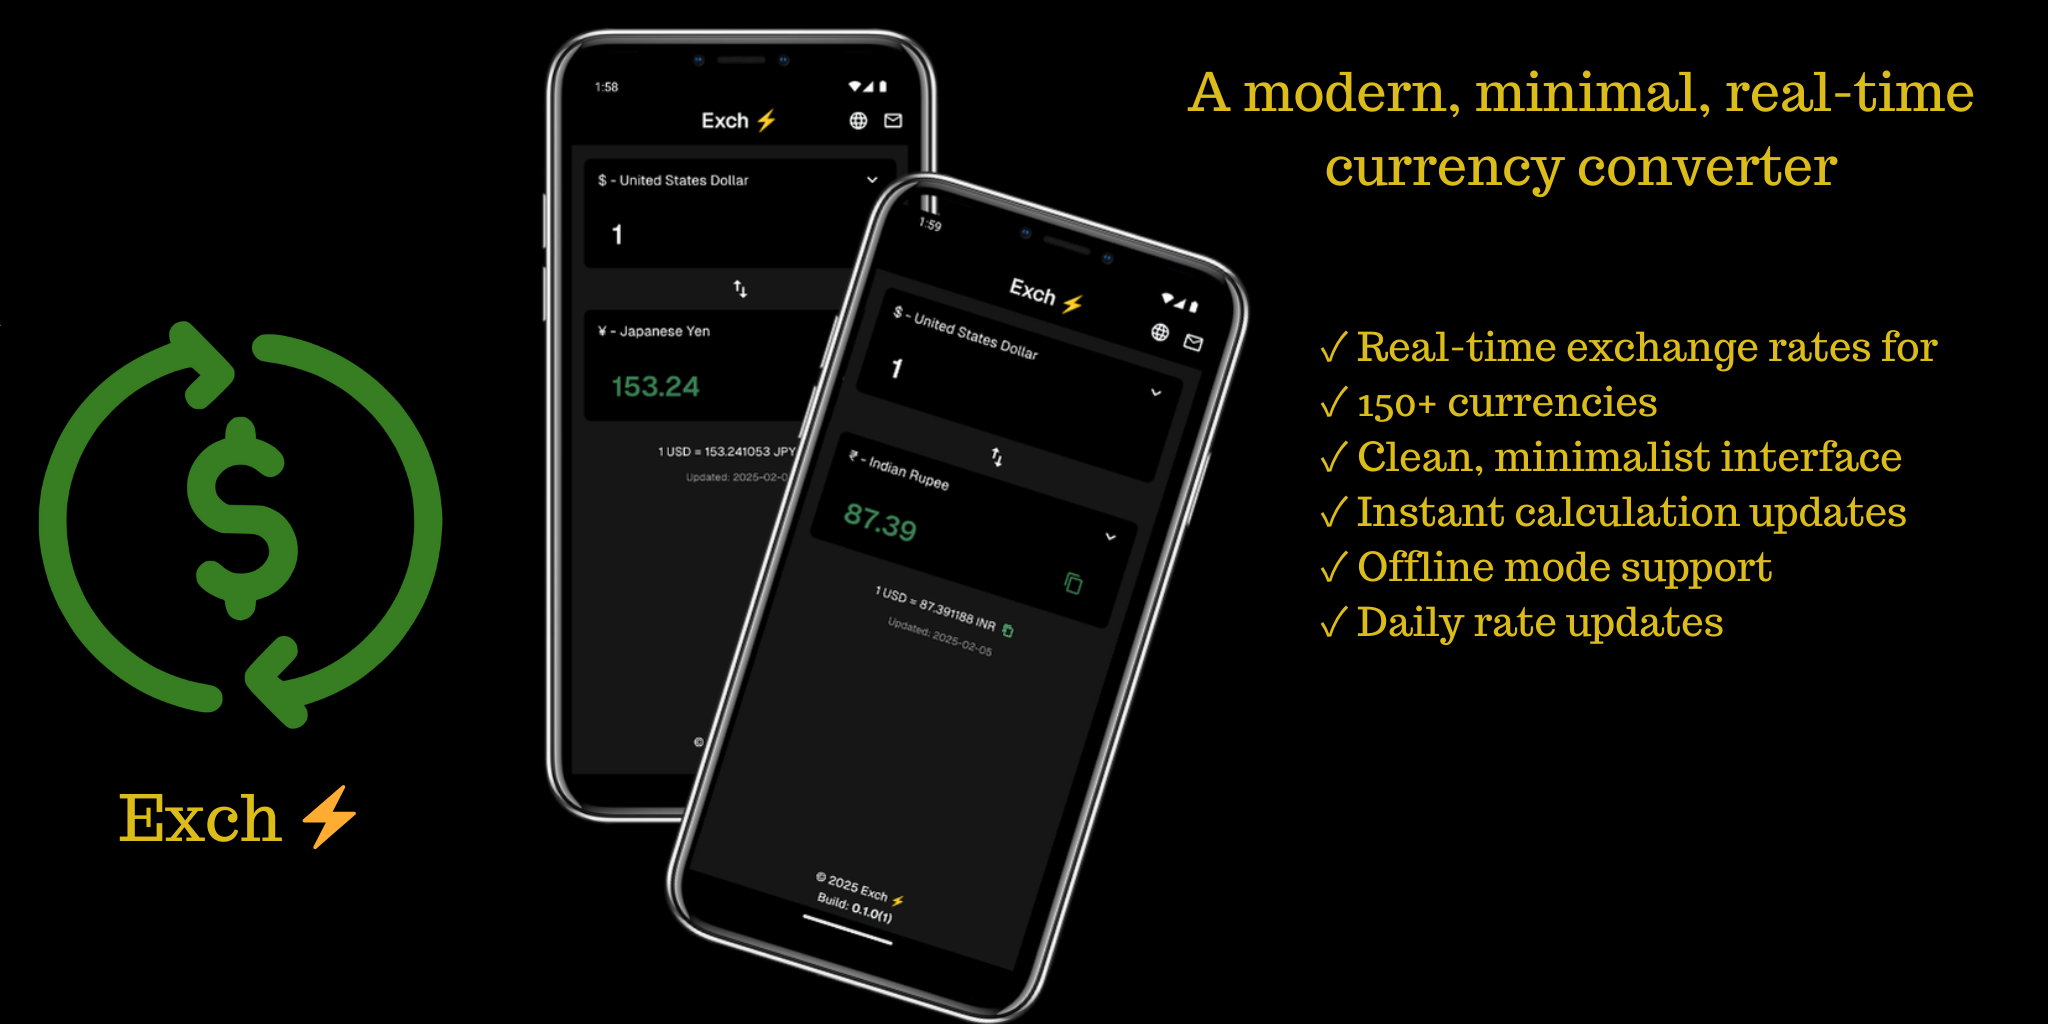 A modern, minimal, real-time
currency converter
✓ Real-time exchange rates for
✓ 150+ currencies
✓ Clean, minimalist interface
✓ Instant calculation updates
✓ Offline mode support
✓ Daily rate updates
Exch ⚡
1:58
Exch ⚡
$ - United States Dollar
1
¥ - Japanese Yen
153.24
1 USD = 153.241053 JPY
Updated: 2025-02-0
©
1:59
Exch ⚡
$ - United States Dollar
1
₹ - Indian Rupee
87.39
1 USD = 87.391188 INR
Updated: 2025-02-05
© 2025 Exch ⚡
Build: 0.1.0(1)